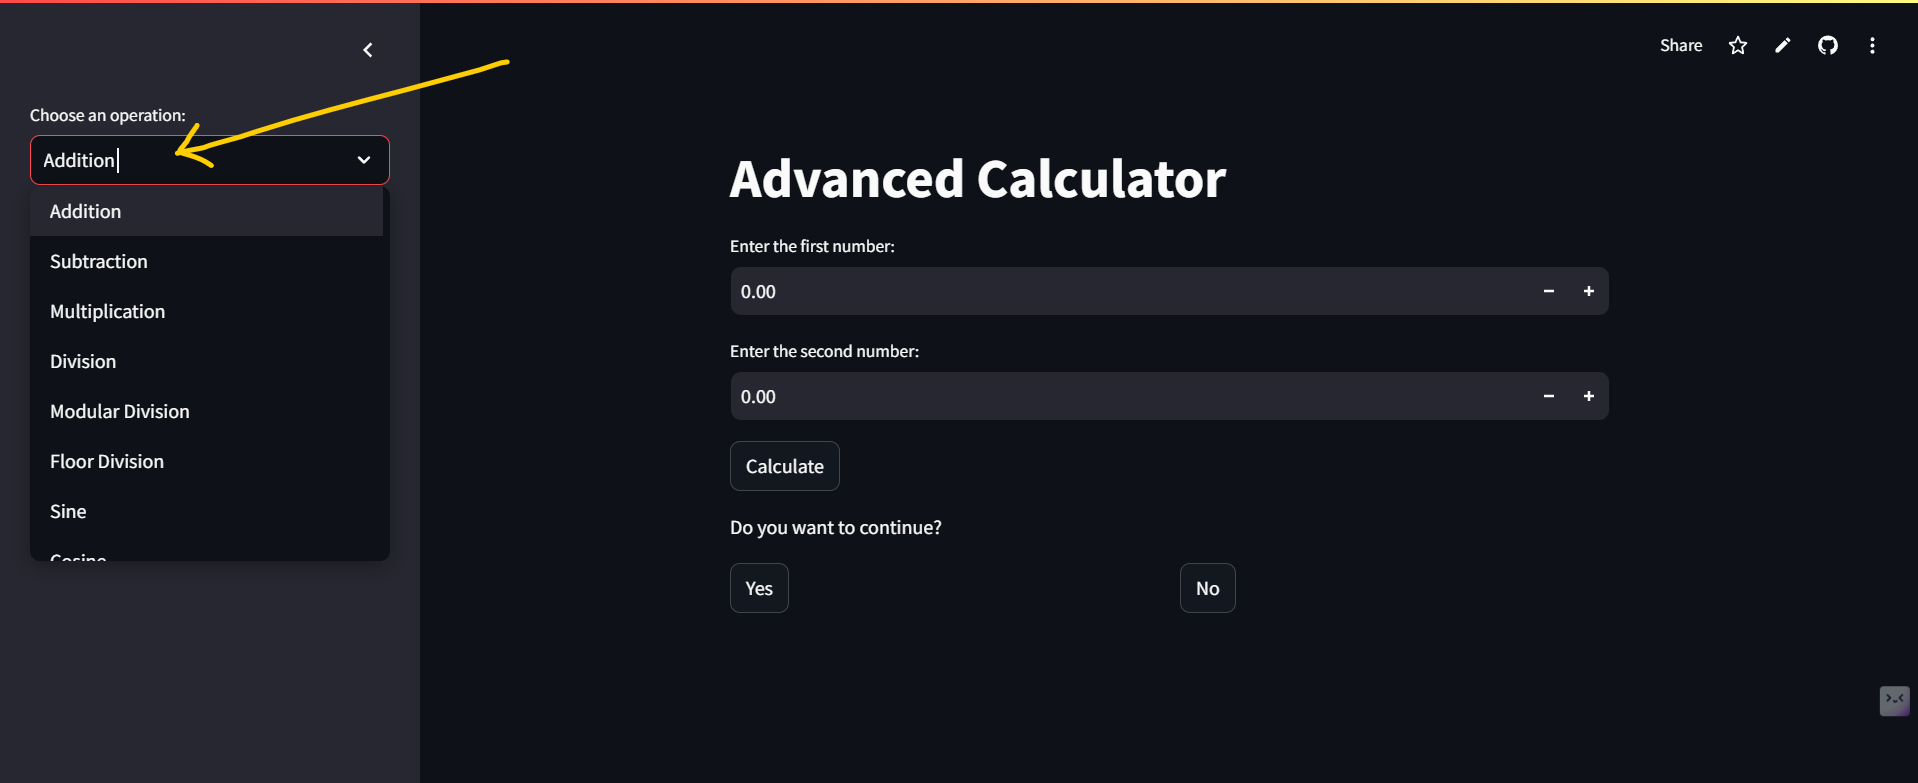 Share
Choose an operation:
Addition
Addition
Subtraction
Multiplication
Division
Modular Division
Floor Division
Sine
Cosine
Advanced Calculator
Enter the first number:
0.00
Enter the second number:
0.00
Calculate
Do you want to continue?
Yes
No